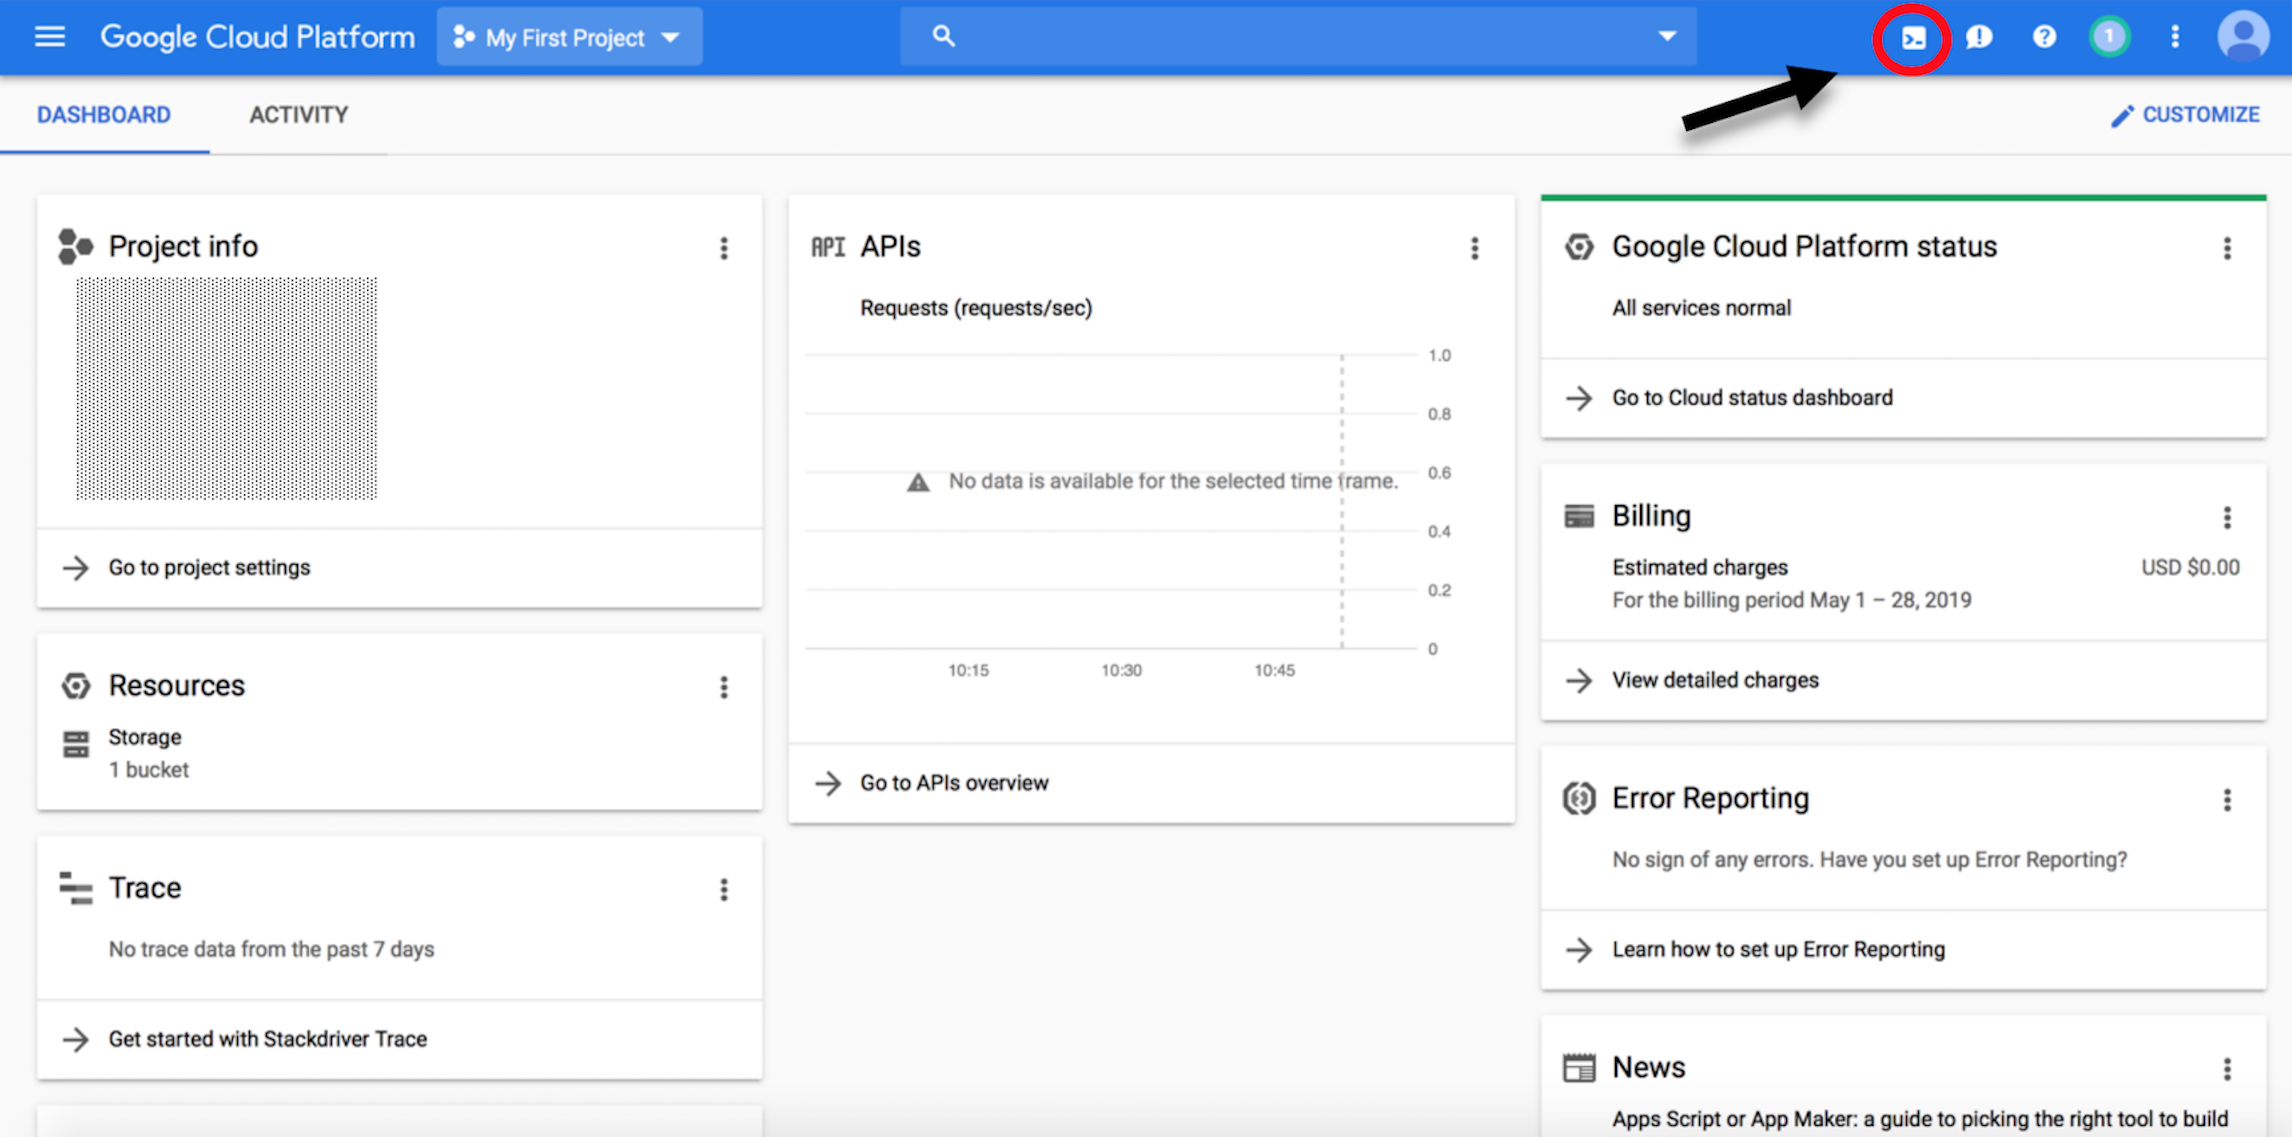 Google Cloud Platform
My First Project
1
DASHBOARD
ACTIVITY
CUSTOMIZE
Project info
Go to project settings
Resources
Storage
1 bucket
Trace
No trace data from the past 7 days
Get started with Stackdriver Trace
API APIs
Requests (requests/sec)
1.0
0.8
0.6
No data is available for the selected time frame.
0.4
0.2
0
10:15
10:30
10:45
Go to APIs overview
Google Cloud Platform status
All services normal
Go to Cloud status dashboard
Billing
Estimated charges
USD $0.00
For the billing period May 1 – 28, 2019
View detailed charges
Error Reporting
No sign of any errors. Have you set up Error Reporting?
Learn how to set up Error Reporting
News
Apps Script or App Maker: a guide to picking the right tool to build